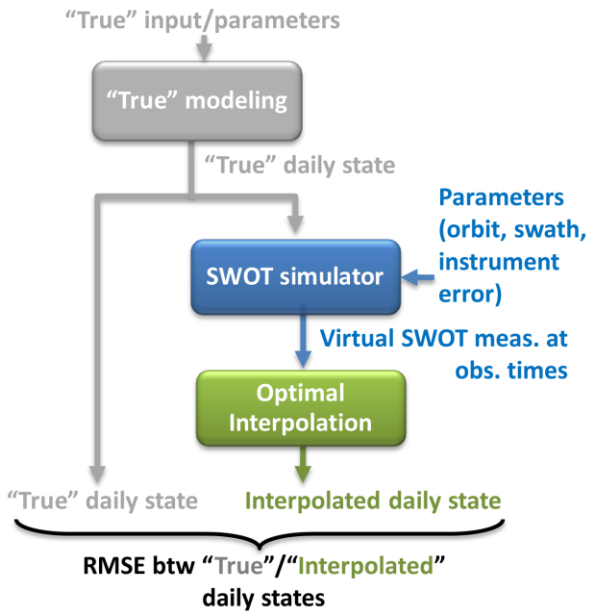 “True” input/parameters
“True” modeling
“True” daily state
Parameters
(orbit, swath,
instrument
error)
SWOT simulator
Virtual SWOT meas. at
obs. times
Optimal
Interpolation
“True” daily state
Interpolated daily state
RMSE btw “True”/“Interpolated”
daily states